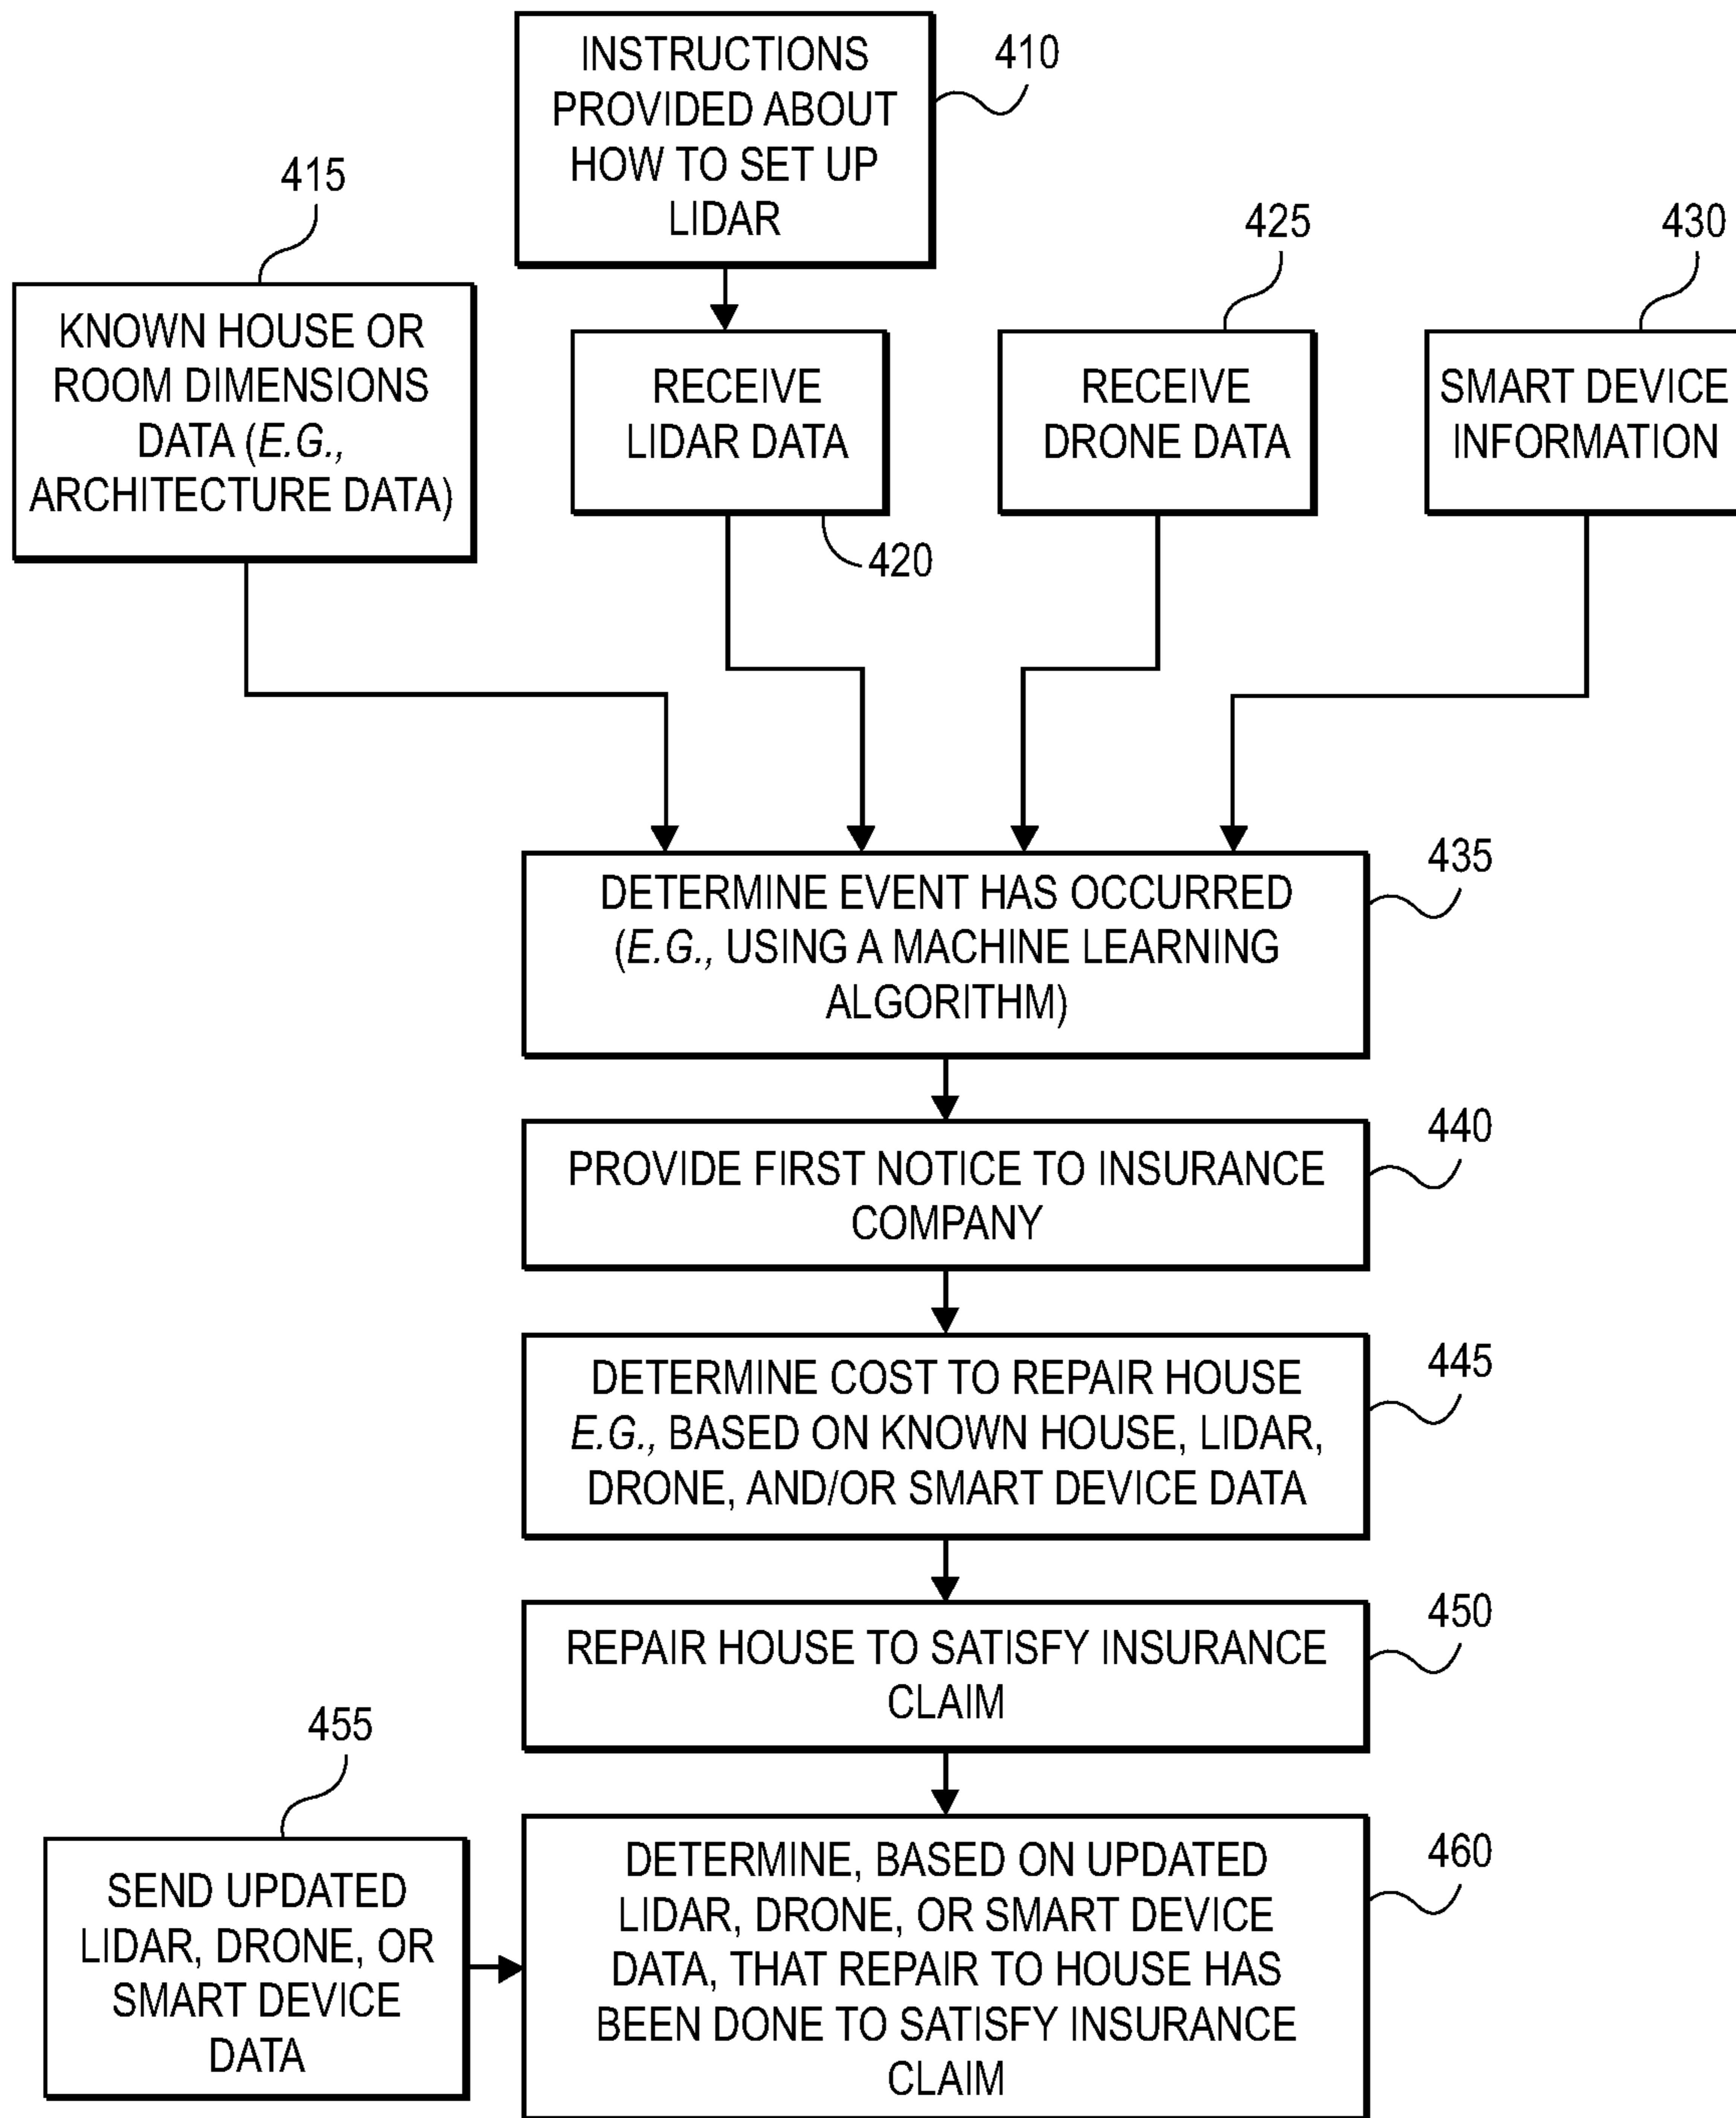 INSTRUCTIONS
PROVIDED ABOUT
HOW TO SET UP
LIDAR
410
415
KNOWN HOUSE OR
ROOM DIMENSIONS
DATA (E.G.,
ARCHITECTURE DATA)
RECEIVE
LIDAR DATA
420
425
RECEIVE
DRONE DATA
430
SMART DEVICE
INFORMATION
DETERMINE EVENT HAS OCCURRED
(E.G., USING A MACHINE LEARNING
ALGORITHM)
435
PROVIDE FIRST NOTICE TO INSURANCE
COMPANY
440
DETERMINE COST TO REPAIR HOUSE
E.G., BASED ON KNOWN HOUSE, LIDAR,
DRONE, AND/OR SMART DEVICE DATA
445
REPAIR HOUSE TO SATISFY INSURANCE
CLAIM
450
455
SEND UPDATED
LIDAR, DRONE, OR
SMART DEVICE
DATA
DETERMINE, BASED ON UPDATED
LIDAR, DRONE, OR SMART DEVICE
DATA, THAT REPAIR TO HOUSE HAS
BEEN DONE TO SATISFY INSURANCE
CLAIM
460